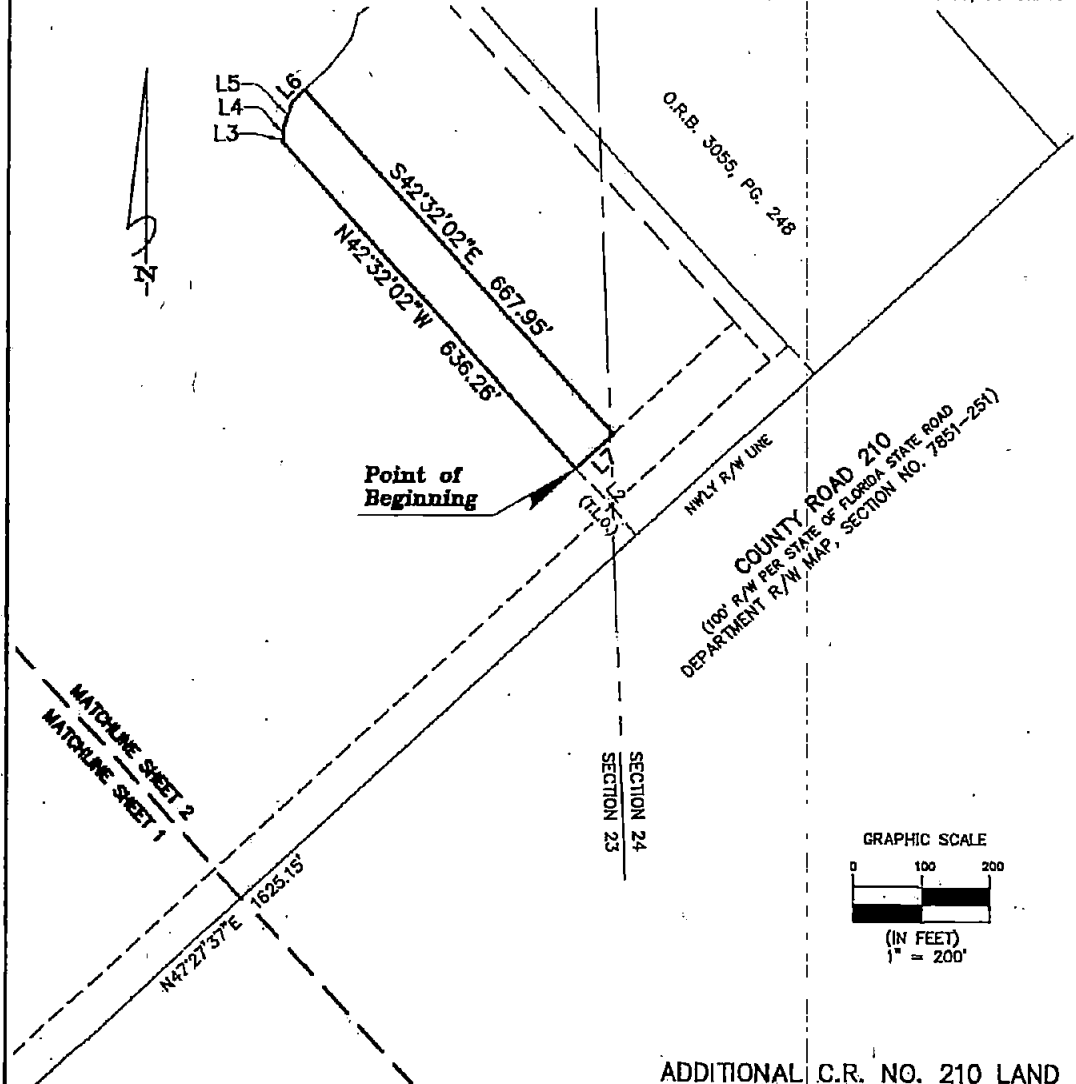 L5
L6
L4
L3
O.R.B. 3055, PG. 248
N
S42°32'02"E 667.95'
N42°32'02"W 636.26'
Point of
Beginning
L7
L2
(T.L.O.)
NW'LY R/W LINE
COUNTY ROAD 210
(100' R/W PER STATE OF FLORIDA STATE ROAD
DEPARTMENT R/W MAP, SECTION NO. 7851-251)
MATCHLINE SHEET 2
MATCHLINE SHEET 1
SECTION 24
SECTION 23
N47°27'37"E 1625.15'
GRAPHIC SCALE
0 100 200
(IN FEET)
1" = 200'
ADDITIONAL C.R. NO. 210 LAND